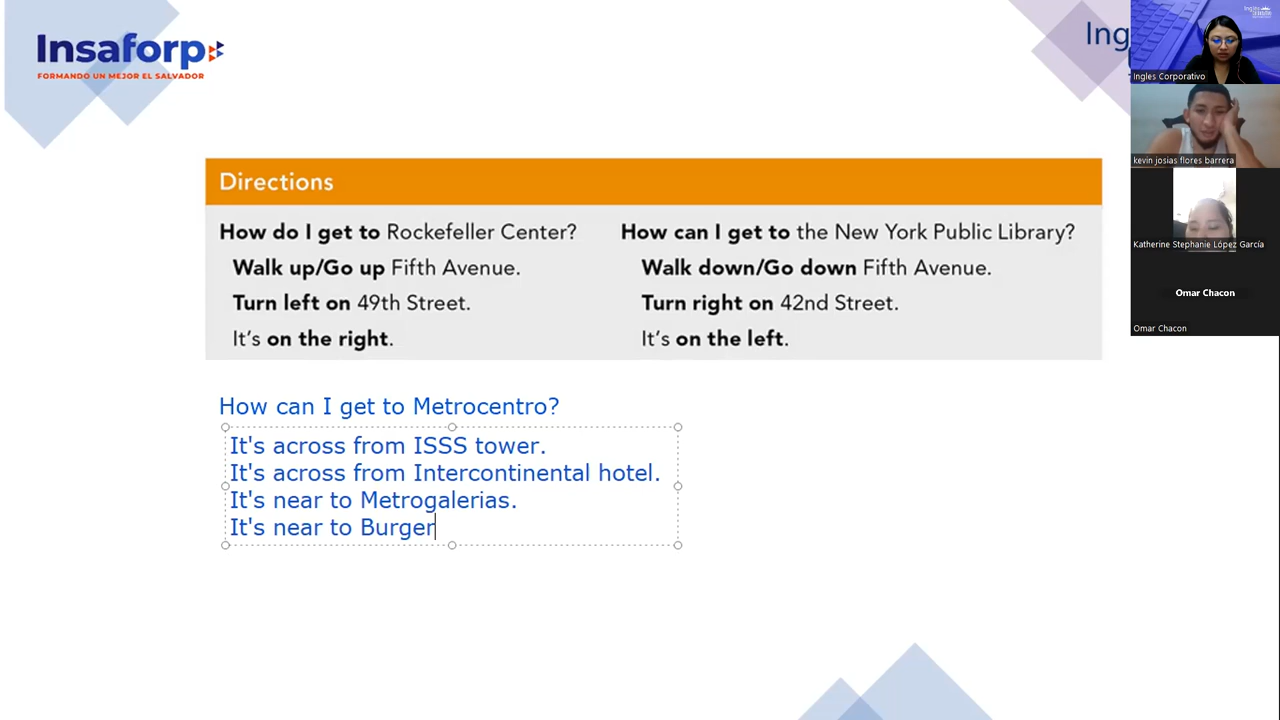 Insaforp
FORMANDO UN MEJOR EL SALVADOR
Ing
Directions
How do I get to Rockefeller Center?
Walk up/Go up Fifth Avenue.
Turn left on 49th Street.
It's on the right.
How can I get to the New York Public Library?
Walk down/Go down Fifth Avenue.
Turn right on 42nd Street.
It's on the left.
How can I get to Metrocentro?
It's across from ISSS tower.
It's across from Intercontinental hotel.
It's near to Metrogalerias.
It's near to Burger
Ingles Corporativo
kevin josias flores barrera
Katherine Stephanie López García
Omar Chacon
Omar Chacon